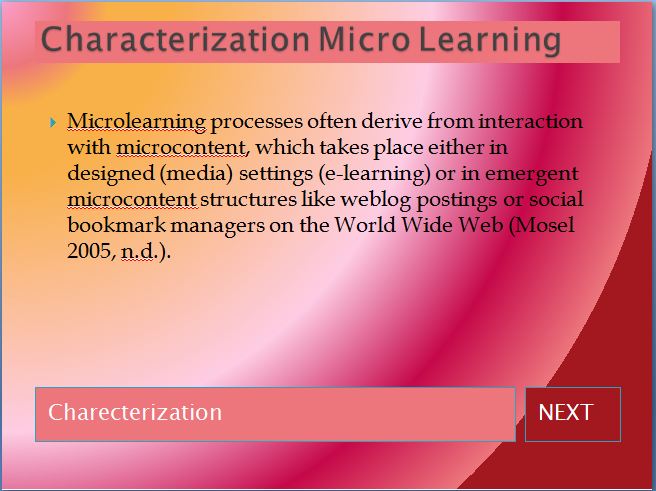 Characterization Micro Learning
Microlearning processes often derive from interaction
with microcontent, which takes place either in
designed (media) settings (e-learning) or in emergent
microcontent structures like weblog postings or social
bookmark managers on the World Wide Web (Mosel
2005, n.d.).
Charecterization
NEXT